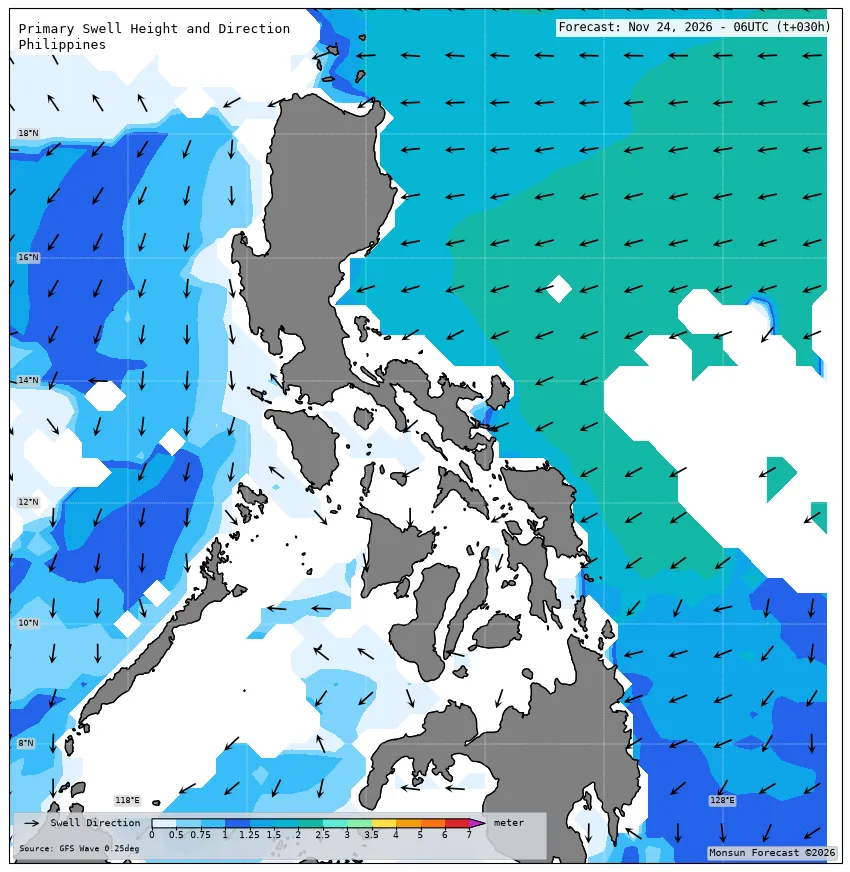 Primary Swell Height and Direction
Philippines
Forecast: Nov 24, 2026 - 06UTC (t+030h)
18°N
16°N
14°N
12°N
10°N
8°N
118°E
128°E
Swell Direction
meter
0 0.5 0.75 1 1.25 1.5 2 2.5 3 3.5 4 5 6 7
Source: GFS Wave 0.25deg
Monsun Forecast ©2026